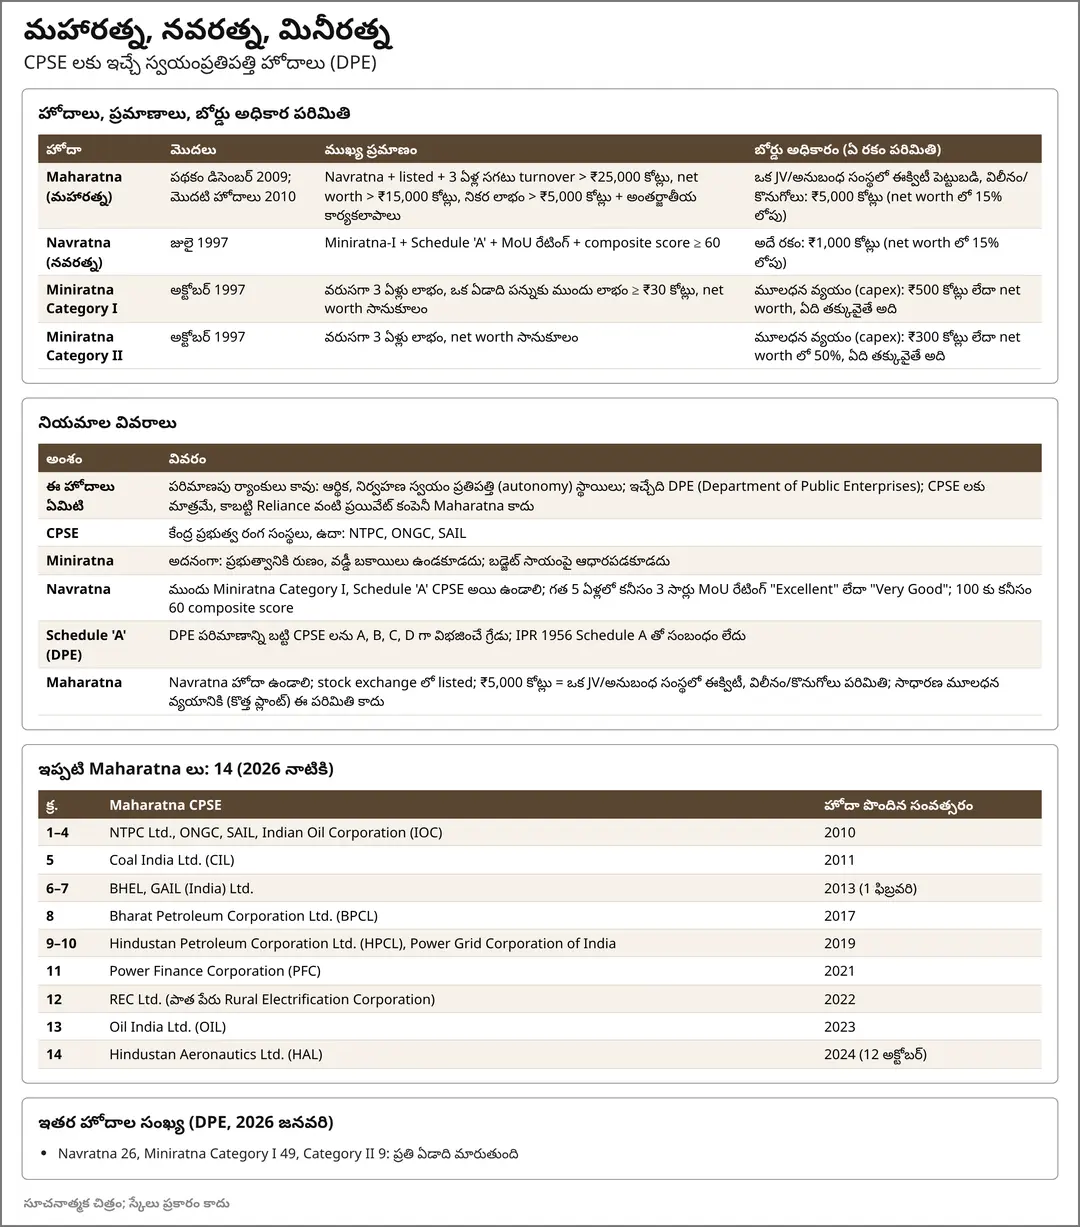 మహారత్న, నవరత్న, మినీరత్న
CPSE లకు ఇచ్చే స్వయంప్రతిపత్తి హోదాలు (DPE)
హోదాలు, ప్రమాణాలు, బోర్డు అధికార పరిమితి
హోదా మొదలు ముఖ్య ప్రమాణం బోర్డు అధికారం (ఏ రకం పరిమితి)
Maharatna పథకం డిసెంబర్ 2009; Navratna + listed + 3 ఏళ్ల సగటు turnover > ₹25,000 కోట్లు, net ఒక JV/అనుబంధ సంస్థలో ఈక్విటీ పెట్టుబడి, విలీనం/
(మహారత్న) మొదటి హోదాలు 2010 worth > ₹15,000 కోట్లు, నికర లాభం > ₹5,000 కోట్లు + అంతర్జాతీయ కొనుగోలు: ₹5,000 కోట్లు (net worth లో 15%
కార్యకలాపాలు లోపు)
Navratna జులై 1997 Miniratna-I + Schedule 'A' + MoU రేటింగ్ + composite score ≥ 60 అదే రకం: ₹1,000 కోట్లు (net worth లో 15%
(నవరత్న) లోపు)
Miniratna అక్టోబర్ 1997 వరుసగా 3 ఏళ్లు లాభం, ఒక ఏడాది పన్నుకు ముందు లాభం ≥ ₹30 కోట్లు, net మూలధన వ్యయం (capex): ₹500 కోట్లు లేదా net
Category I worth సానుకూలం worth, ఏది తక్కువైతే అది
Miniratna అక్టోబర్ 1997 వరుసగా 3 ఏళ్లు లాభం, net worth సానుకూలం మూలధన వ్యయం (capex): ₹300 కోట్లు లేదా net
Category II worth లో 50%, ఏది తక్కువైతే అది
నియమాల వివరాలు
అంశం వివరం
ఈ హోదాలు పరిమాణపు ర్యాంకులు కావు: ఆర్థిక, నిర్వహణ స్వయం ప్రతిపత్తి (autonomy) స్థాయిలు; ఇచ్చేది DPE (Department of Public Enterprises); CPSE లకు
ఏమిటి మాత్రమే, కాబట్టి Reliance వంటి ప్రయివేట్ కంపెనీ Maharatna కాదు
CPSE కేంద్ర ప్రభుత్వ రంగ సంస్థలు, ఉదా: NTPC, ONGC, SAIL
Miniratna అదనంగా: ప్రభుత్వానికి రుణం, వడ్డీ బకాయిలు ఉండకూడదు; బడ్జెట్ సాయంపై ఆధారపడకూడదు
Navratna ముందు Miniratna Category I, Schedule 'A' CPSE అయి ఉండాలి; గత 5 ఏళ్లలో కనీసం 3 సార్లు MoU రేటింగ్ "Excellent" లేదా "Very Good"; 100 కు కనీసం
60 composite score
Schedule 'A' DPE పరిమాణాన్ని బట్టి CPSE లను A, B, C, D గా విభజించే గ్రేడు; IPR 1956 Schedule A తో సంబంధం లేదు
(DPE)
Maharatna Navratna హోదా ఉండాలి; stock exchange లో listed; ₹5,000 కోట్లు = ఒక JV/అనుబంధ సంస్థలో ఈక్విటీ, విలీనం/కొనుగోలు పరిమితి; సాధారణ మూలధన
వ్యయానికి (కొత్త ప్లాంట్) ఈ పరిమితి కాదు
ఇప్పటి Maharatna లు: 14 (2026 నాటికి)
క్ర. Maharatna CPSE హోదా పొందిన సంవత్సరం
1–4 NTPC Ltd., ONGC, SAIL, Indian Oil Corporation (IOC) 2010
5 Coal India Ltd. (CIL) 2011
6–7 BHEL, GAIL (India) Ltd. 2013 (1 ఫిబ్రవరి)
8 Bharat Petroleum Corporation Ltd. (BPCL) 2017
9–10 Hindustan Petroleum Corporation Ltd. (HPCL), Power Grid Corporation of India 2019
11 Power Finance Corporation (PFC) 2021
12 REC Ltd. (పాత పేరు Rural Electrification Corporation) 2022
13 Oil India Ltd. (OIL) 2023
14 Hindustan Aeronautics Ltd. (HAL) 2024 (12 అక్టోబర్)
ఇతర హోదాల సంఖ్య (DPE, 2026 జనవరి)
• Navratna 26, Miniratna Category I 49, Category II 9: ప్రతి ఏడాది మారుతుంది
సూచనాత్మక చిత్రం; స్కేలు ప్రకారం కాదు